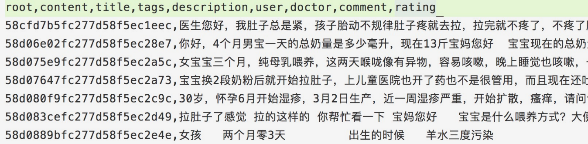 root,content,title,tags,description,user,doctor,comment,rating
58cfd7b5fc277d58f5ec1eec,医生您好，我肚子总是紧，孩子胎动不规律肚子疼就去拉，拉完就不疼了，不疼了
58d06e02fc277d58f5ec28e7,你好，4个月男宝一天的总奶量是多少毫升，现在13斤宝妈您好 宝宝现在的总奶
58d075e9fc277d58f5ec2a5c,女宝宝三个月，纯母乳喂养，这两天喉咙像有异物，容易咳嗽，晚上睡觉也咳嗽，
58d07647fc277d58f5ec2a73,宝宝换2段奶粉后就开始拉肚子，上儿童医院也开了药也不是很管用，而且现在还吐
58d080f9fc277d58f5ec2c9c,30岁，怀孕6月开始湿疹，3月2日生产，近一周湿疹严重，开始扩散，瘙痒，请问
58d083cefc277d58f5ec2d49,拉肚子了感觉 拉的这样的 你帮忙看一下 宝妈您好 宝宝是什么喂养方式？大便
58d0889bfc277d58f5ec2e4e,女孩 两个月零3天 出生的时候 羊水三度污染